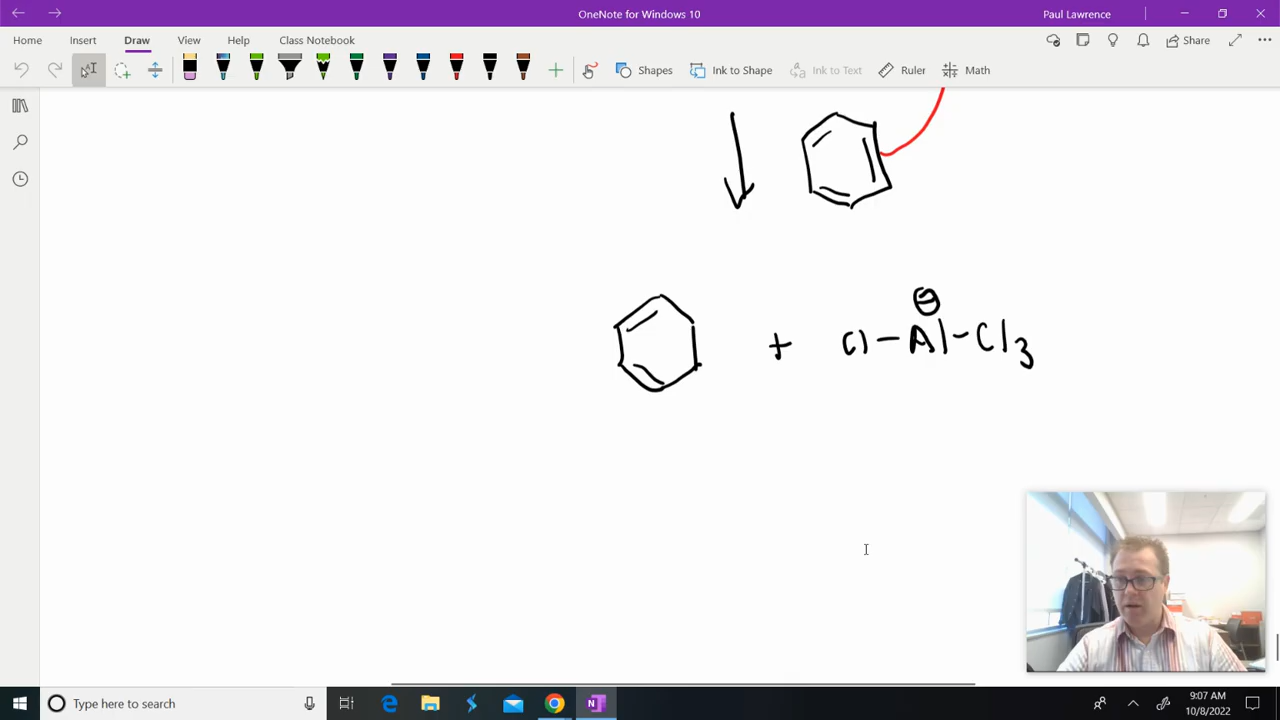 OneNote for Windows 10
Paul Lawrence
Home Insert Draw View Help Class Notebook
Share
Shapes Ink to Shape Ink to Text Ruler Math
⊖
+ Cl-Al-Cl3
Type here to search
9:07 AM
10/8/2022